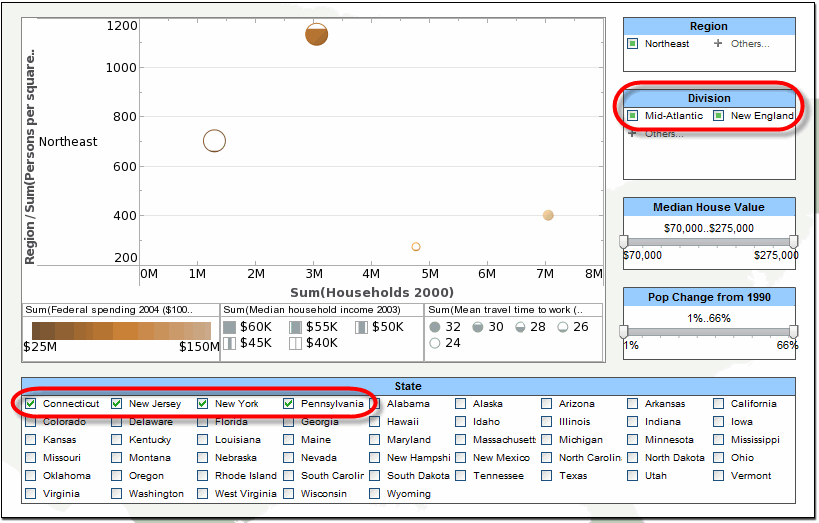 1200
1000
800
600
400
200
Region / Sum(Persons per square..
Northeast
0M 1M 2M 3M 4M 5M 6M 7M 8M
Sum(Households 2000)
Sum(Federal spending 2004 ($100..
$25M $150M
Sum(Median household income 2003)
$60K $55K $50K
$45K $40K
Sum(Mean travel time to work (..
32 30 28 26
24
Region
Northeast + Others...
Division
Mid-Atlantic New England
+ Others...
Median House Value
$70,000..$275,000
$70,000 $275,000
Pop Change from 1990
1%..66%
1% 66%
State
Connecticut New Jersey New York Pennsylvania Alabama Alaska Arizona Arkansas California
Colorado Delaware Florida Georgia Hawaii Idaho Illinois Indiana Iowa
Kansas Kentucky Louisiana Maine Maryland Massachusett Michigan Minnesota Mississippi
Missouri Montana Nebraska Nevada New Hampshi New Mexico North Carolin North Dakota Ohio
Oklahoma Oregon Rhode Island South Carolin South Dakota Tennessee Texas Utah Vermont
Virginia Washington West Virginia Wisconsin Wyoming